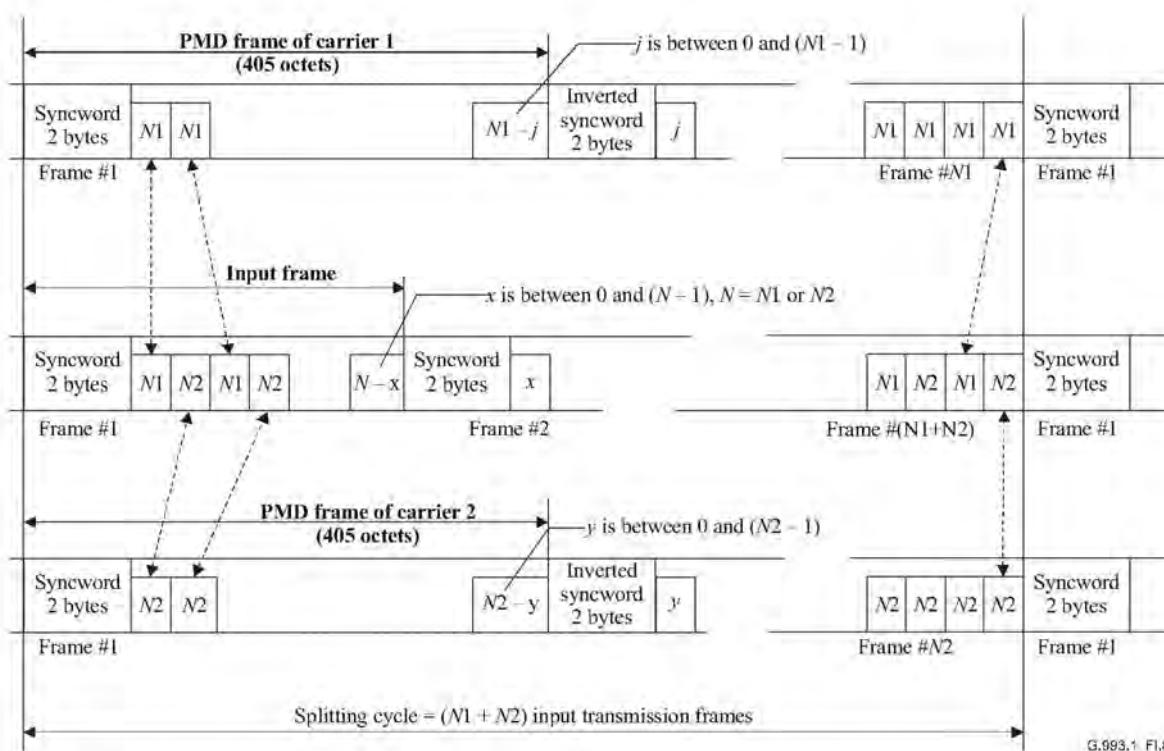 PMD frame of carrier 1
(405 octets)
j is between 0 and (N1 – 1)
Syncword
2 bytes
N1
N1
N1 – j
Inverted
syncword
2 bytes
j
N1
N1
N1
N1
Syncword
2 bytes
Frame #1
Frame #N1
Frame #1
Input frame
x is between 0 and (N – 1), N = N1 or N2
Syncword
2 bytes
N1
N2
N1
N2
N – x
Syncword
2 bytes
x
N1
N2
N1
N2
Syncword
2 bytes
Frame #1
Frame #2
Frame #(N1+N2)
Frame #1
PMD frame of carrier 2
(405 octets)
y is between 0 and (N2 – 1)
Syncword
2 bytes
N2
N2
N2 – y
Inverted
syncword
2 bytes
y
N2
N2
N2
N2
Syncword
2 bytes
Frame #1
Frame #N2
Frame #1
Splitting cycle = (N1 + N2) input transmission frames
G.993.1